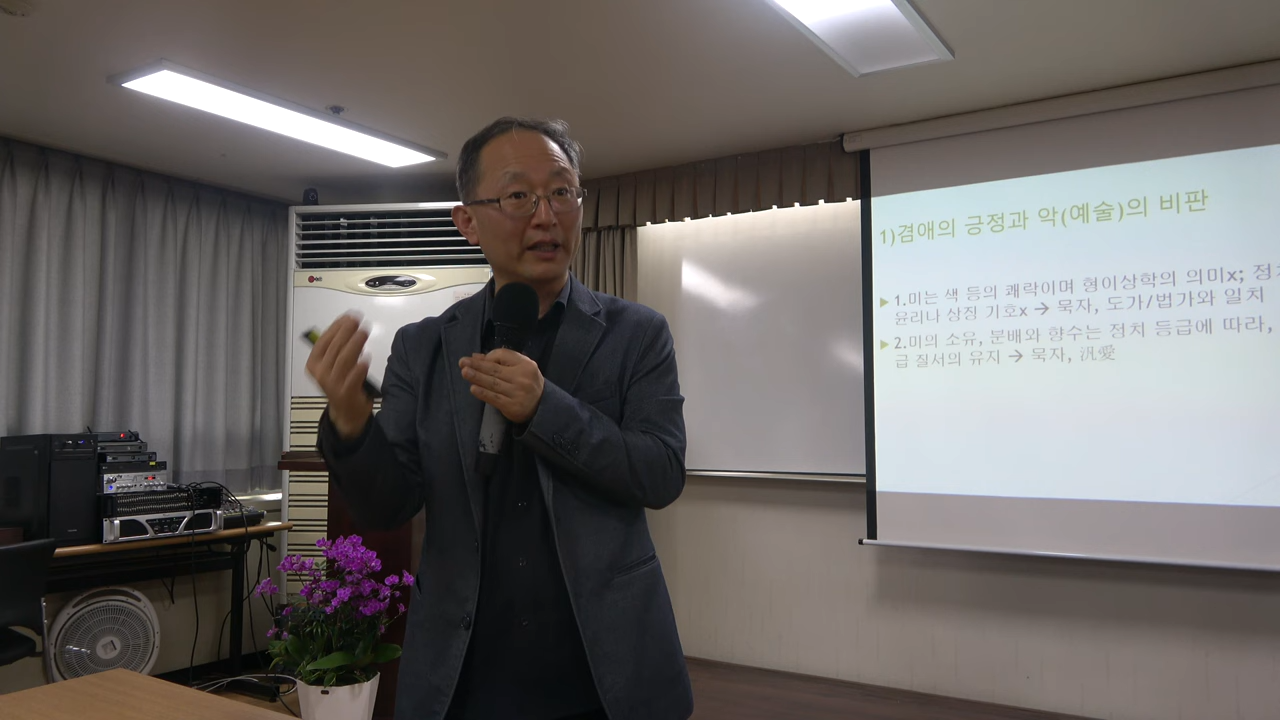 1)겸애의 긍정과 악(예술)의 비판
1.미는 색 등의 쾌락이며 형이상학의 의미x;
윤리나 상징 기호x → 묵자, 도가/법가와 일치
2.미의 소유, 분배와 향수는 정치 등급에 따라,
급 질서의 유지 → 묵자, 汎愛